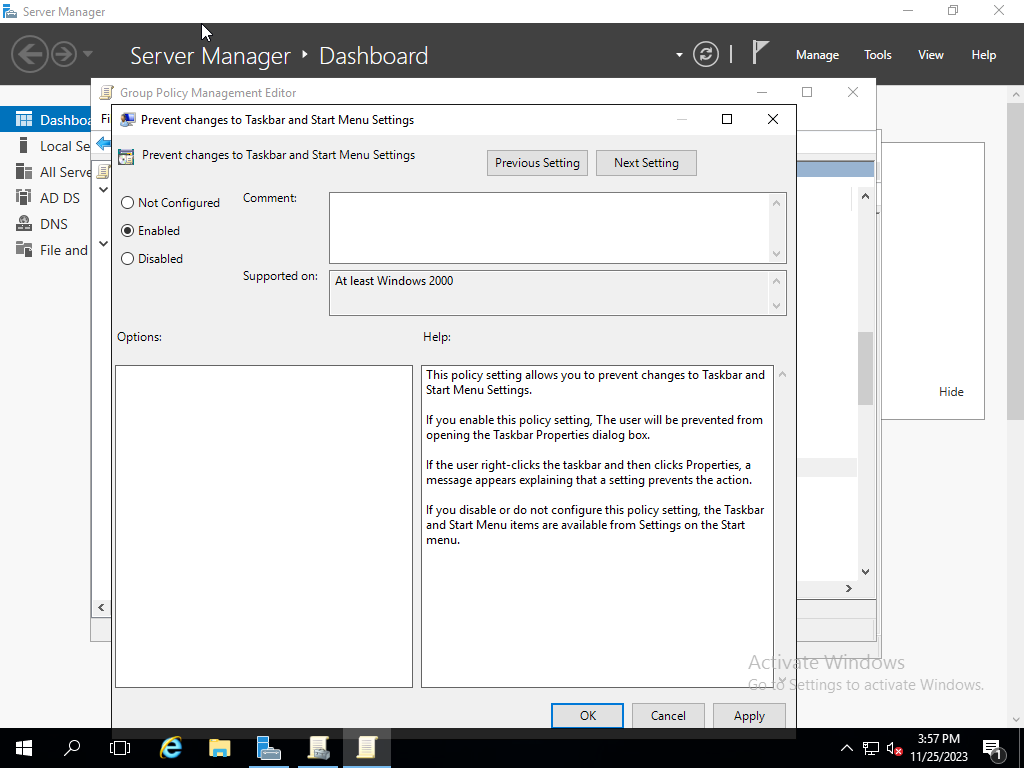 Server Manager
Server Manager ‣ Dashboard
Manage
Tools
View
Help
Group Policy Management Editor
Dashboa
Local Se
All Serve
AD DS
DNS
File and
Fi
Prevent changes to Taskbar and Start Menu Settings
Prevent changes to Taskbar and Start Menu Settings
Previous Setting
Next Setting
Not Configured
Enabled
Disabled
Comment:
Supported on:
At least Windows 2000
Options:
Help:
This policy setting allows you to prevent changes to Taskbar and
Start Menu Settings.
If you enable this policy setting, The user will be prevented from
opening the Taskbar Properties dialog box.
If the user right-clicks the taskbar and then clicks Properties, a
message appears explaining that a setting prevents the action.
If you disable or do not configure this policy setting, the Taskbar
and Start Menu items are available from Settings on the Start
menu.
Hide
Activate Windows
Go to Settings to activate Windows.
OK
Cancel
Apply
3:57 PM
11/25/2023
1